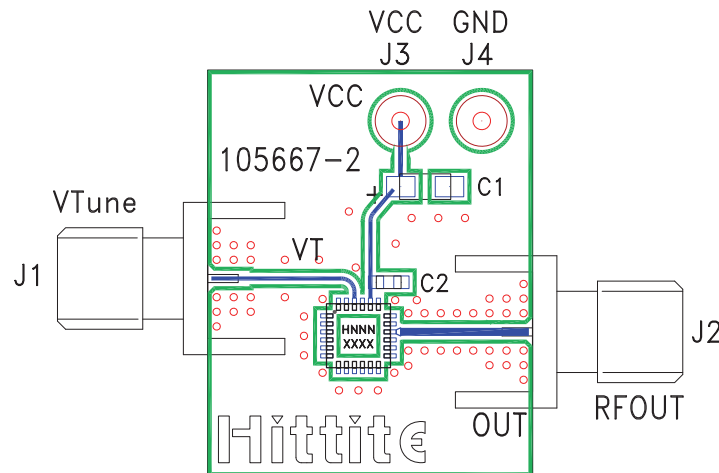 VCC GND
J3 J4
VCC
105667-2
C1
VTune
VT
J1
C2
HNNN
XXXX
J2
OUT
RFOUT
Hittite